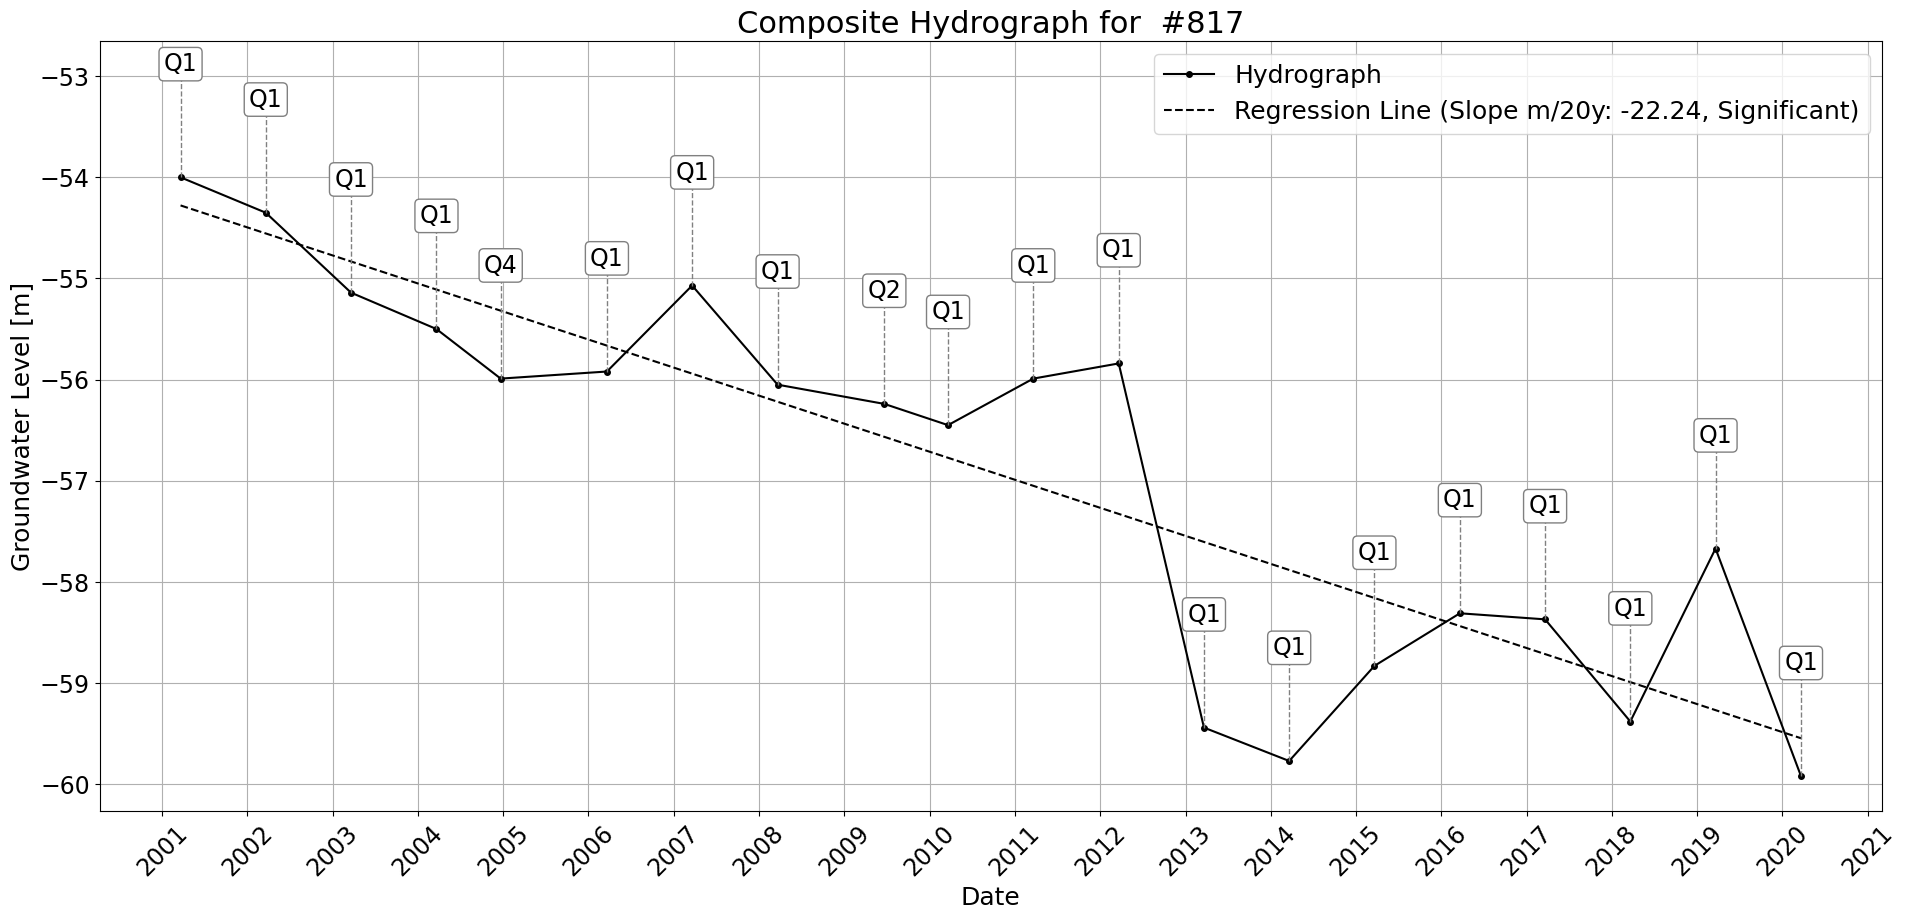 Composite Hydrograph for  #817
Hydrograph
Regression Line (Slope m/20y: -22.24, Significant)
Groundwater Level [m]
−53
−54
−55
−56
−57
−58
−59
−60
Q1
Q1
Q1
Q1
Q4
Q1
Q1
Q1
Q2
Q1
Q1
Q1
Q1
Q1
Q1
Q1
Q1
Q1
Q1
Q1
2001
2002
2003
2004
2005
2006
2007
2008
2009
2010
2011
2012
2013
2014
2015
2016
2017
2018
2019
2020
2021
Date